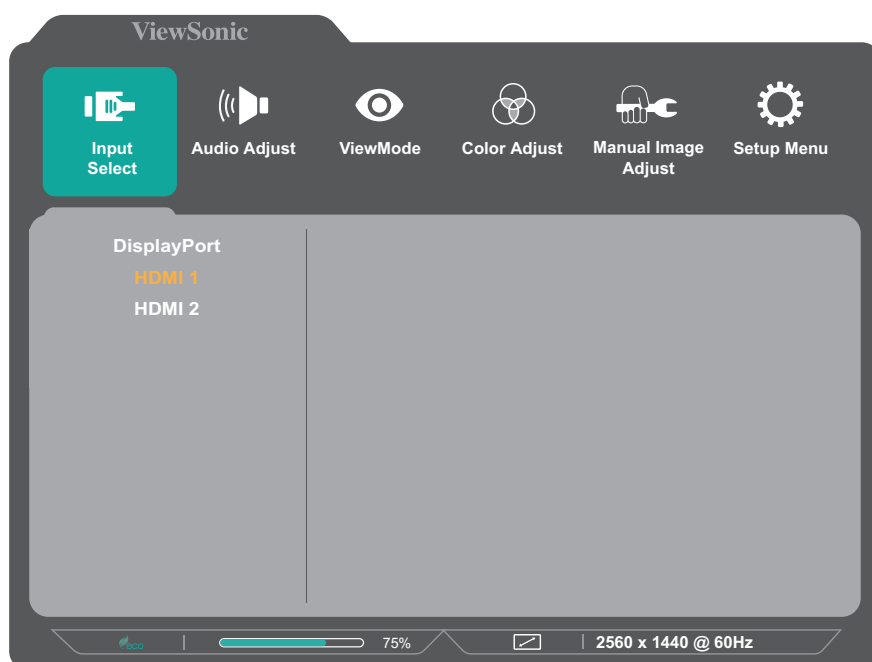 ViewSonic
Input
Select
Audio Adjust
ViewMode
Color Adjust
Manual Image
Adjust
Setup Menu
DisplayPort
HDMI 1
HDMI 2
eco
75%
2560 x 1440 @ 60Hz